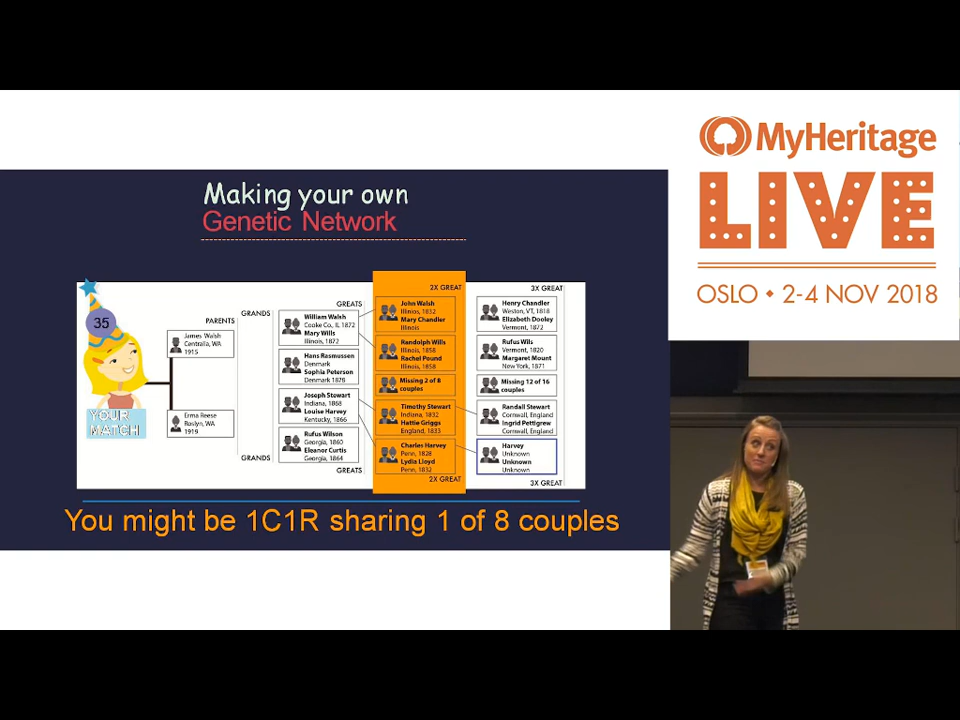 MyHeritage
LIVE
OSLO • 2-4 NOV 2018
Making your own
Genetic Network
35
YOUR
MATCH
PARENTS
James Walsh
Centralia, WA
1915
Erma Reese
Roslyn, WA
1919
GRANDS
GRANDS
GREATS
William Walsh
Cooke Co., IL 1872
Mary Wills
Illinois, 1872
Hans Rasmussen
Denmark
Sophia Peterson
Denmark 1878
Joseph Stewart
Indiana, 1868
Louise Harvey
Kentucky, 1866
Rufus Wilson
Georgia, 1860
Eleanor Curtis
Georgia, 1864
GREATS
2X GREAT
John Walsh
Illinios, 1832
Mary Chandler
Illinois
Randolph Wills
Illinois, 1858
Rachel Pound
Illinois, 1858
Missing 2 of 8
couples
Timothy Stewart
Indiana, 1832
Hattie Griggs
England, 1833
Charles Harvey
Penn, 1828
Lydia Lloyd
Penn, 1832
2X GREAT
3X GREAT
Henry Chandler
Weston, VT, 1818
Elizabeth Dooley
Vermont, 1872
Rufus Wils
Vermont, 1820
Margaret Mount
New York, 1871
Missing 12 of 16
couples
Randall Stewart
Cornwall, England
Ingrid Pettigrew
Cornwall, England
Harvey
Unknown
Unknown
Unknown
3X GREAT
You might be 1C1R sharing 1 of 8 couples